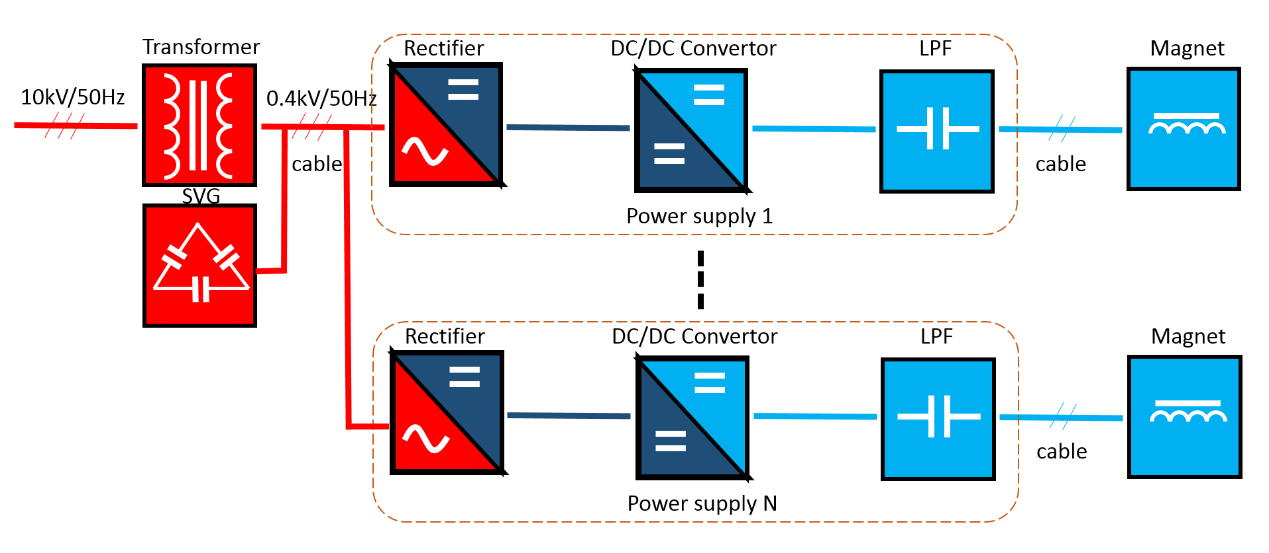 Transformer
Rectifier
DC/DC Convertor
LPF
Magnet
10kV/50Hz
0.4kV/50Hz
cable
cable
SVG
Power supply 1
Rectifier
DC/DC Convertor
LPF
Magnet
cable
Power supply N